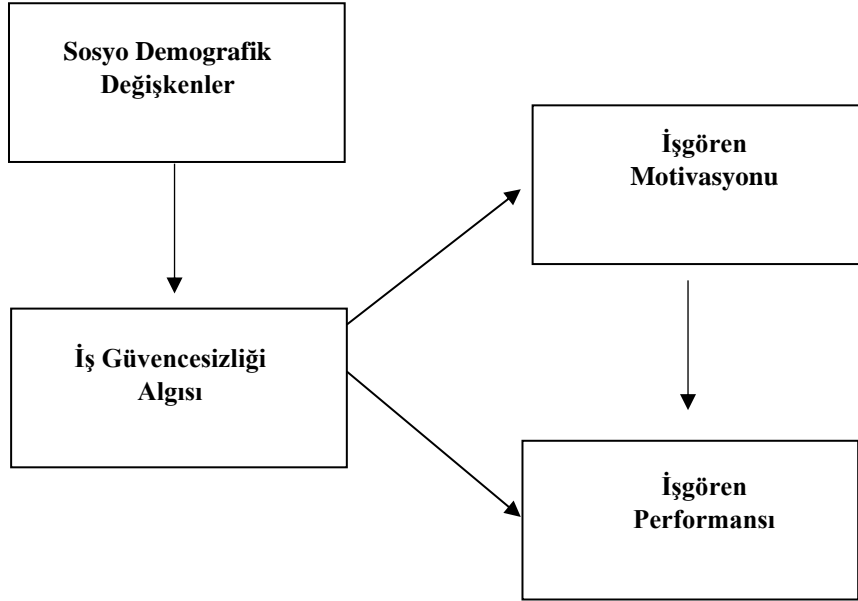 Sosyo Demografik
Değişkenler
İşgören
Motivasyonu
İş Güvencesizliği
Algısı
İşgören
Performansı